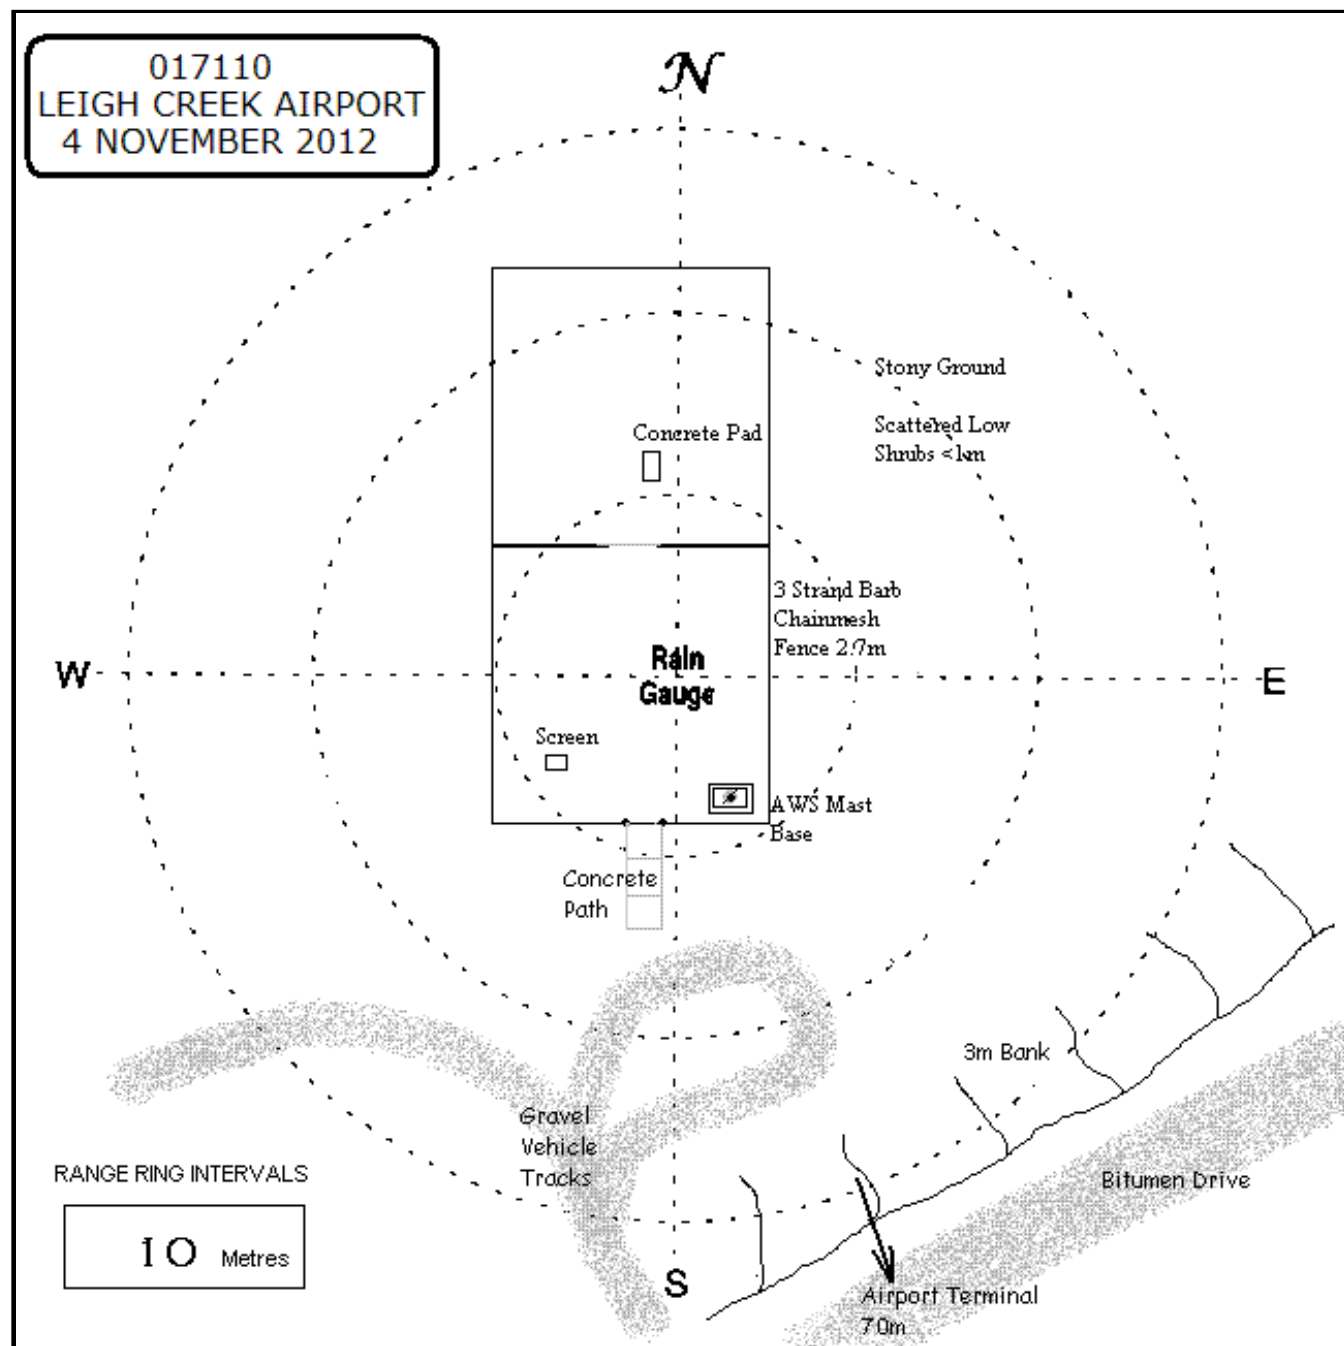 017110
LEIGH CREEK AIRPORT
4 NOVEMBER 2012
N
Stony Ground
Scattered Low
Shrubs <1m
Concrete Pad
3 Strand Barb
Chainmesh
Fence 2.7m
Rain
Gauge
W
E
Screen
AWS Mast
Base
Concrete
Path
3m Bank
Gravel
Vehicle
Tracks
Bitumen Drive
RANGE RING INTERVALS
10 Metres
S
Airport Terminal
70m